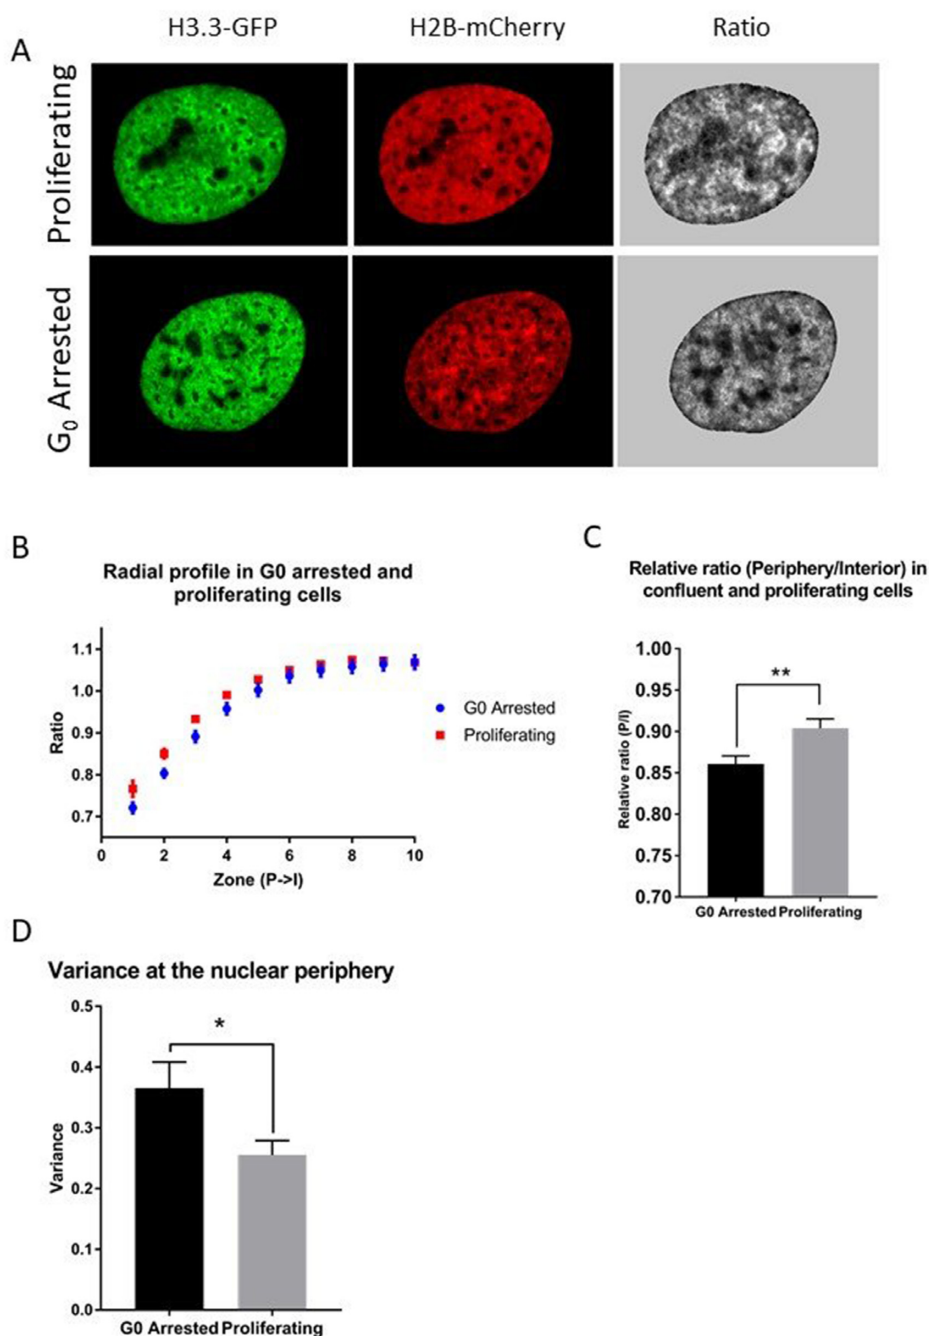 H3.3-GFP H2B-mCherry Ratio
A
Proliferating
G₀ Arrested
B
Radial profile in G0 arrested and
proliferating cells
Ratio
1.1
1.0
0.9
0.8
0.7
0 2 4 6 8 10
Zone (P->I)
G0 Arrested
Proliferating
C
Relative ratio (Periphery/Interior) in
confluent and proliferating cells
Relative ratio (P/I)
1.00
0.95
0.90
0.85
0.80
0.75
0.70
**
G0 Arrested Proliferating
D
Variance at the nuclear periphery
Variance
0.5
0.4
0.3
0.2
0.1
0.0
*
G0 Arrested Proliferating